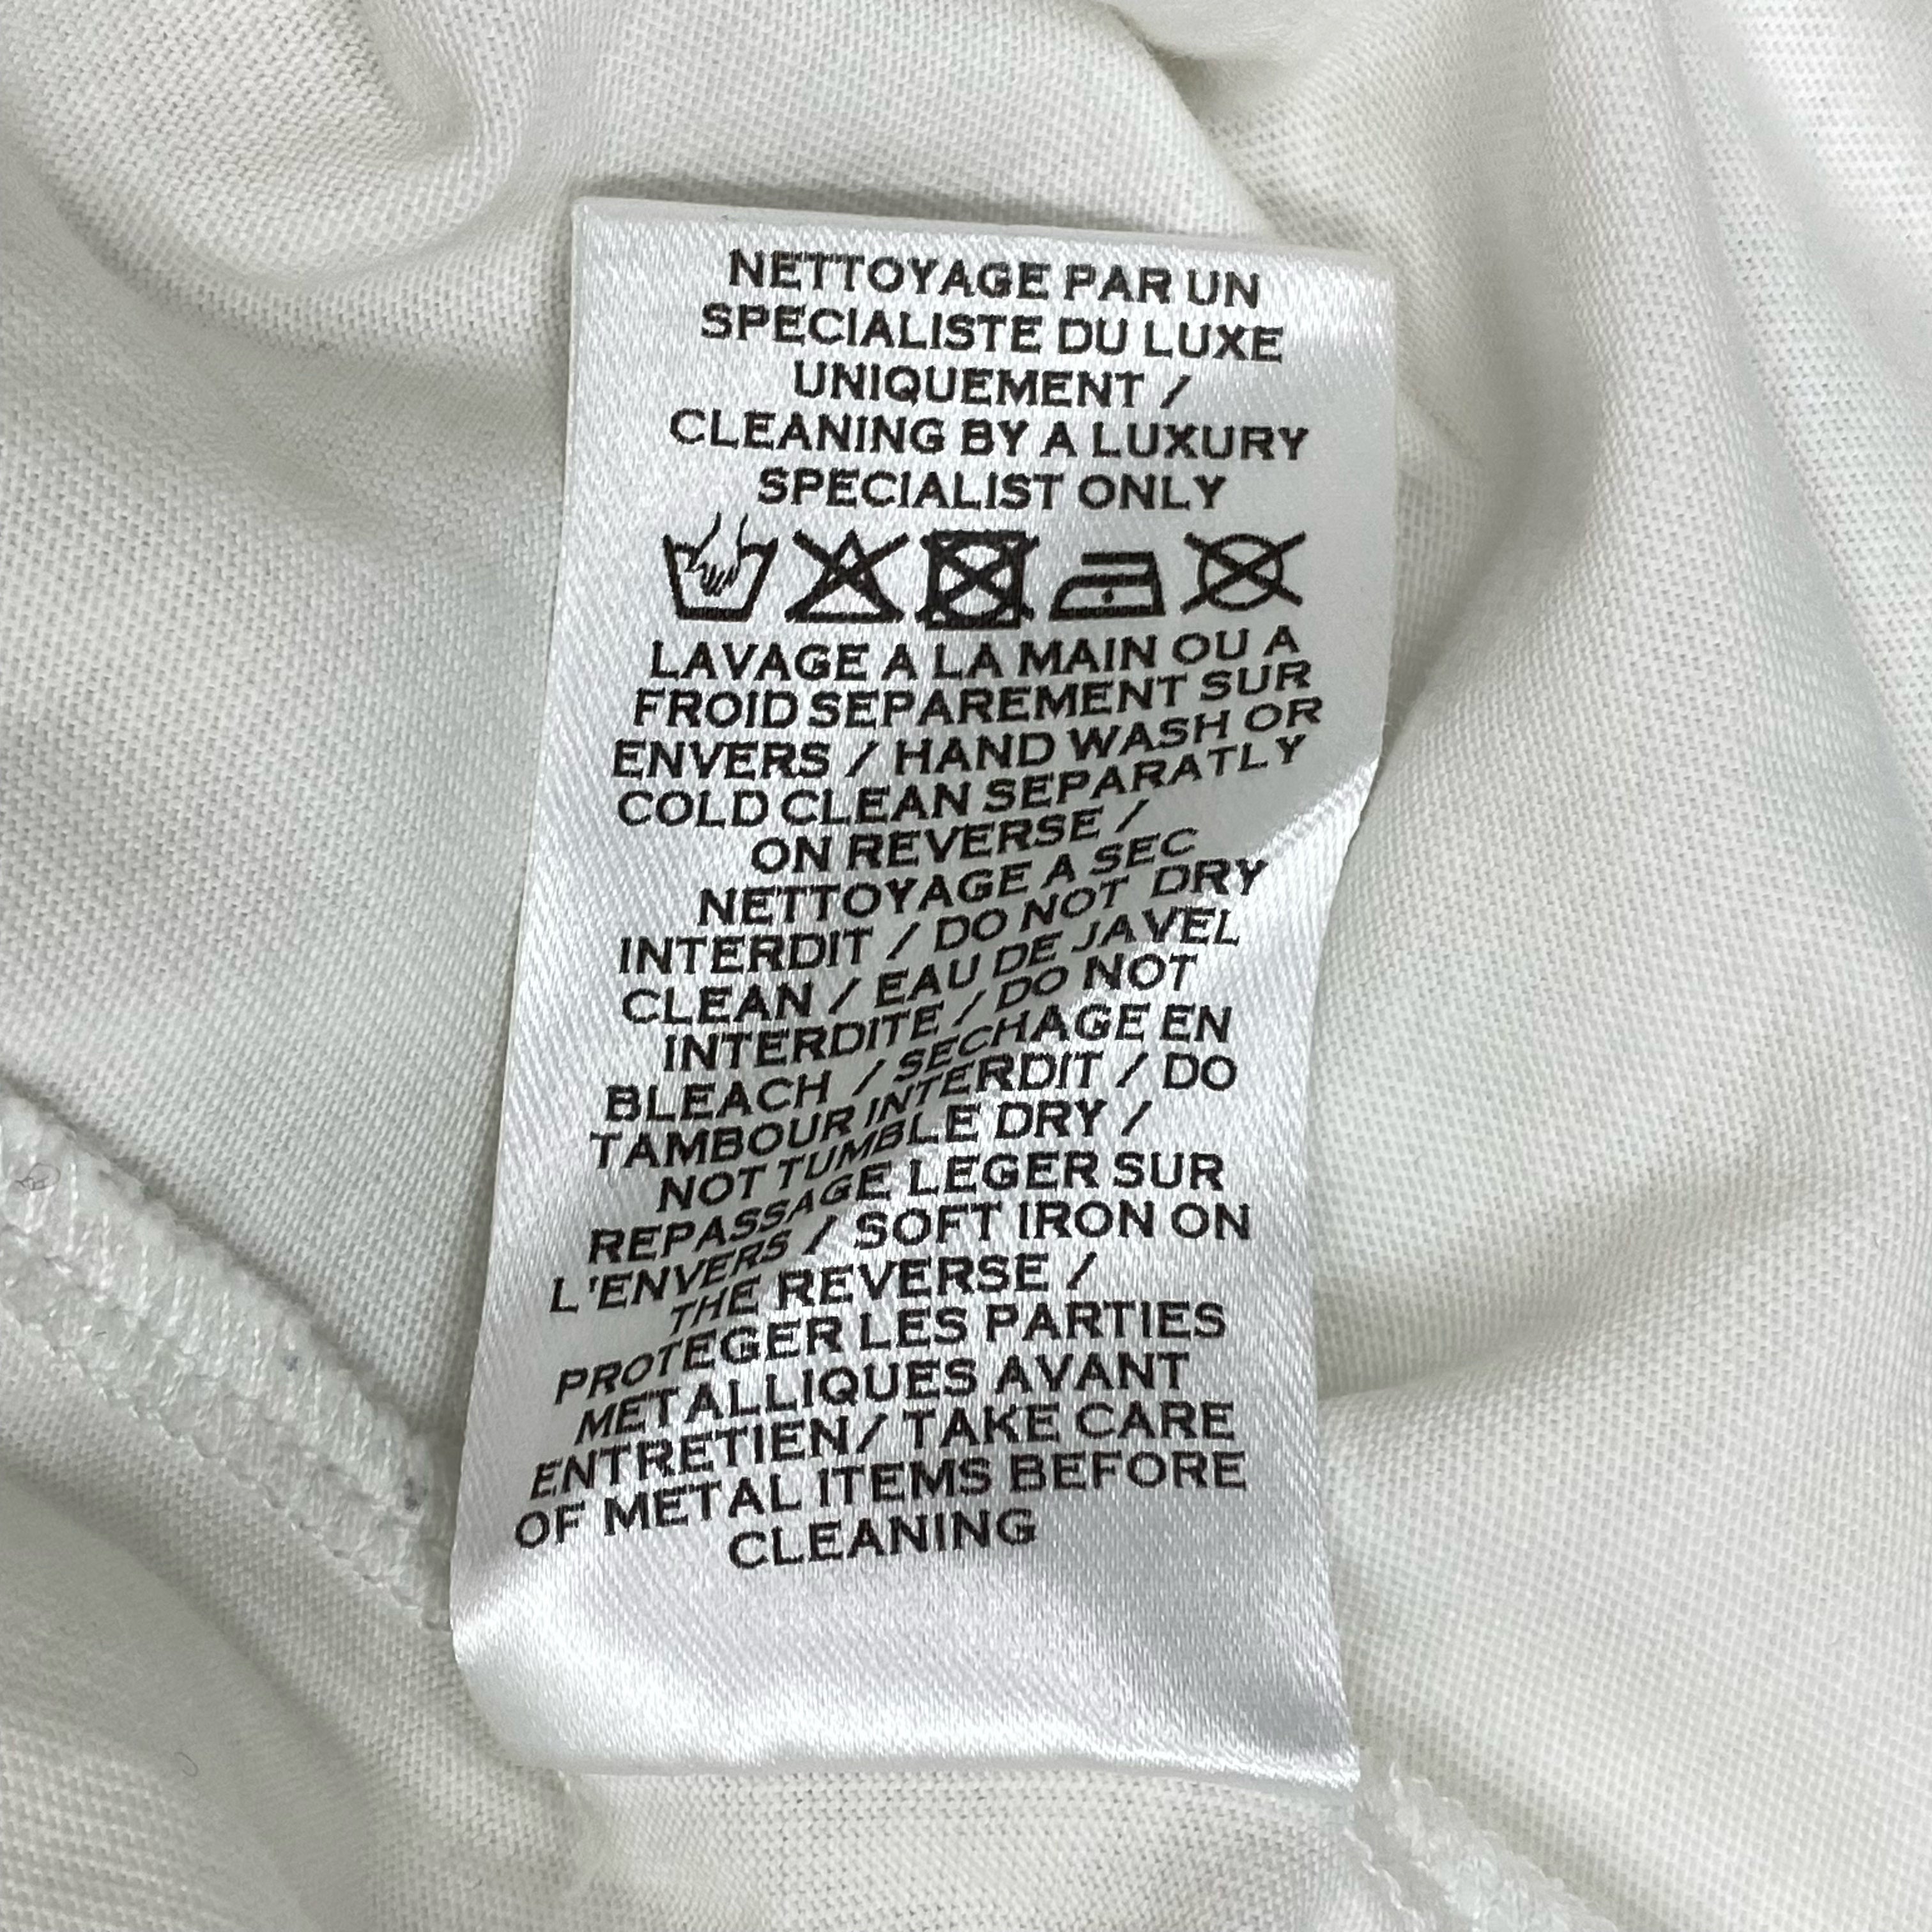 NETTOYAGE PAR UN
SPECIALISTE DU LUXE
UNIQUEMENT /
CLEANING BY A LUXURY
SPECIALIST ONLY
LAVAGE A LA MAIN OU A
FROID SEPAREMENT SUR
ENVERS / HAND WASH OR
COLD CLEAN SEPARATLY
ON REVERSE /
NETTOYAGE A SEC
INTERDIT / DO NOT DRY
CLEAN / EAU DE JAVEL
INTERDITE / DO NOT
BLEACH / SECHAGE EN
TAMBOUR INTERDIT / DO
NOT TUMBLE DRY /
REPASSAGE LEGER SUR
L'ENVERS / SOFT IRON ON
THE REVERSE /
PROTEGER LES PARTIES
METALLIQUES AVANT
ENTRETIEN/ TAKE CARE
OF METAL ITEMS BEFORE
CLEANING